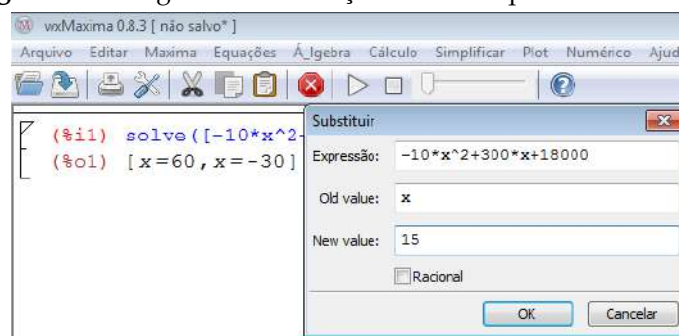 wxMaxima 0.8.3 [ não salvo* ]
Arquivo Editar Maxima Equações Á_lgebra Cálculo Simplificar Plot Numérico Ajud
(%i1) solve([-10*x^2-
(%o1) [x=60,x=-30]
Substituir
Expressão: -10*x^2+300*x+18000
Old value: x
New value: 15
Racional
OK Cancelar